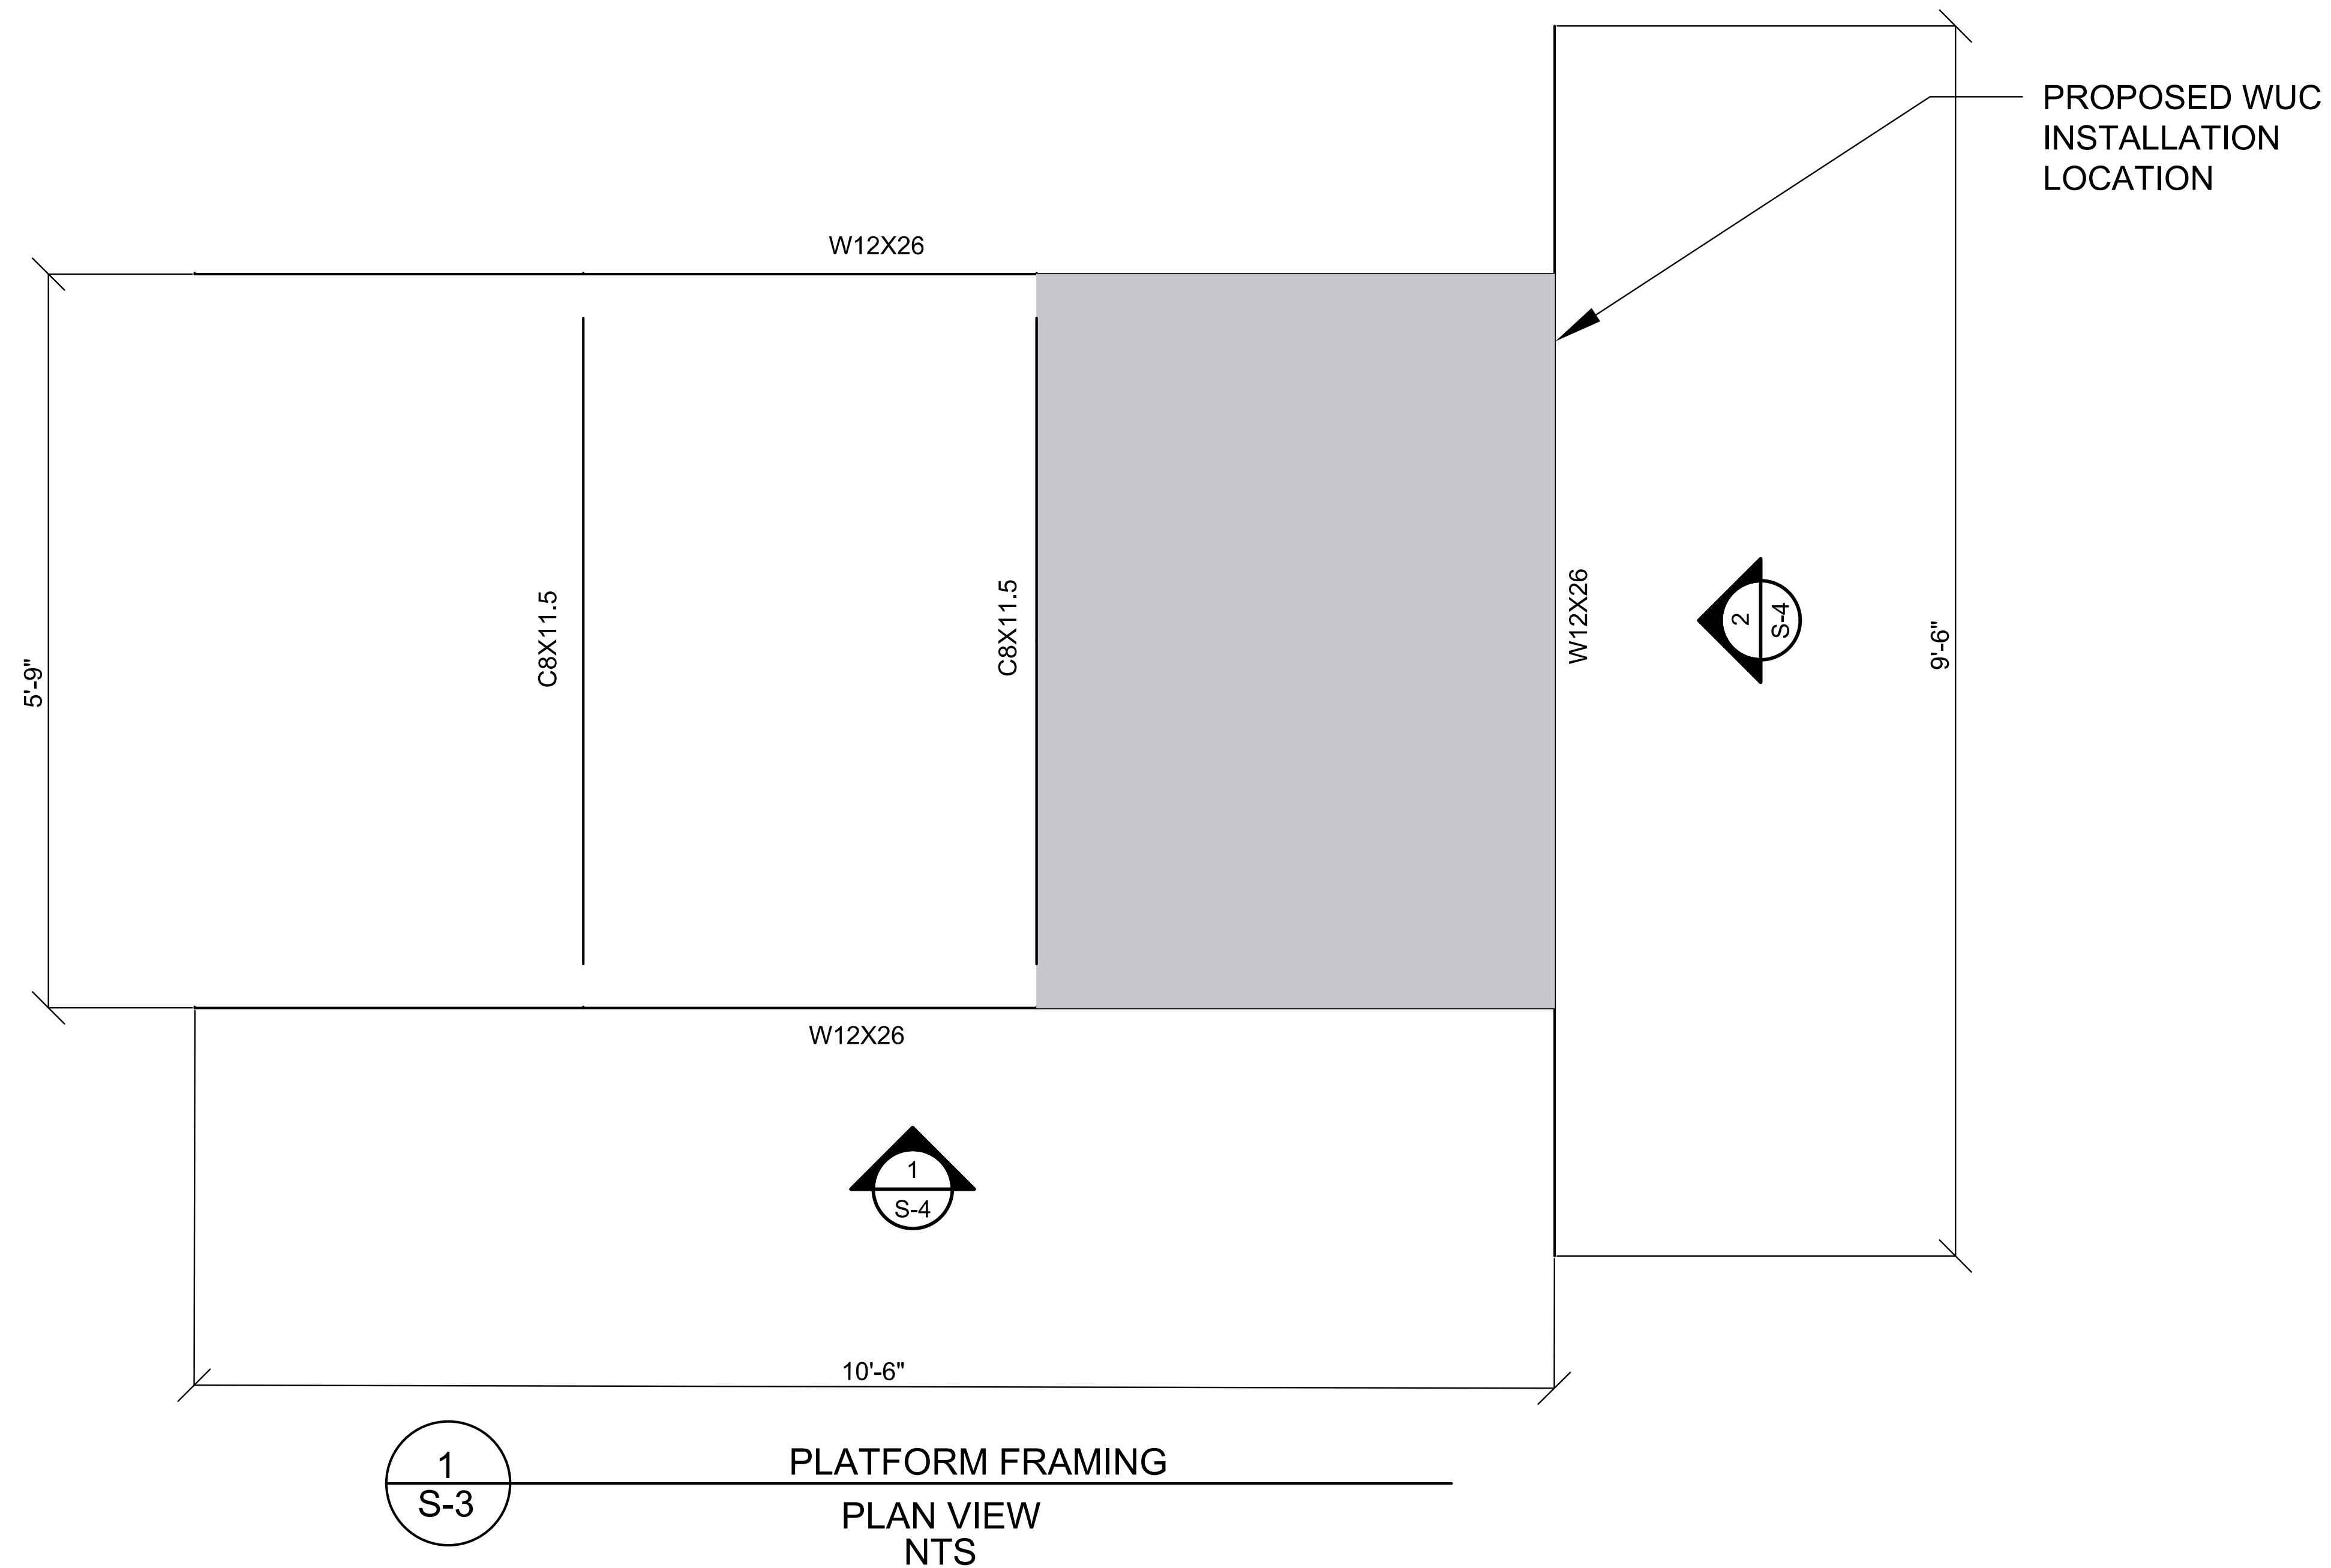 PROPOSED WUC
INSTALLATION
LOCATION
W12X26
5'-9"
C8X11.5
C8X11.5
W12X26
2
S-4
9'-6"
W12X26
1
S-4
10'-6"
1
S-3
PLATFORM FRAMING
PLAN VIEW
NTS